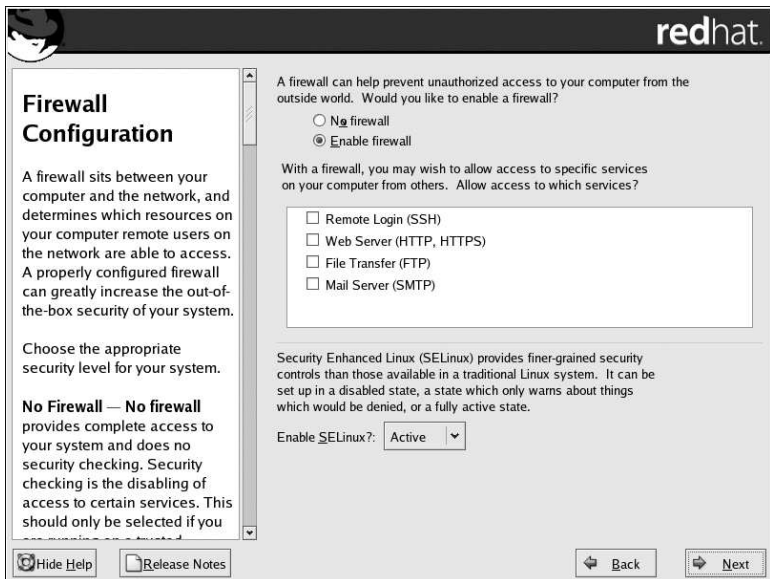 redhat.
Firewall
Configuration
A firewall sits between your
computer and the network, and
determines which resources on
your computer remote users on
the network are able to access.
A properly configured firewall
can greatly increase the out-of-
the-box security of your system.
Choose the appropriate
security level for your system.
No Firewall — No firewall
provides complete access to
your system and does no
security checking. Security
checking is the disabling of
access to certain services. This
should only be selected if you
A firewall can help prevent unauthorized access to your computer from the
outside world. Would you like to enable a firewall?
No firewall
Enable firewall
With a firewall, you may wish to allow access to specific services
on your computer from others. Allow access to which services?
Remote Login (SSH)
Web Server (HTTP, HTTPS)
File Transfer (FTP)
Mail Server (SMTP)
Security Enhanced Linux (SELinux) provides finer-grained security
controls than those available in a traditional Linux system. It can be
set up in a disabled state, a state which only warns about things
which would be denied, or a fully active state.
Enable SELinux?: Active
Hide Help
Release Notes
Back
Next